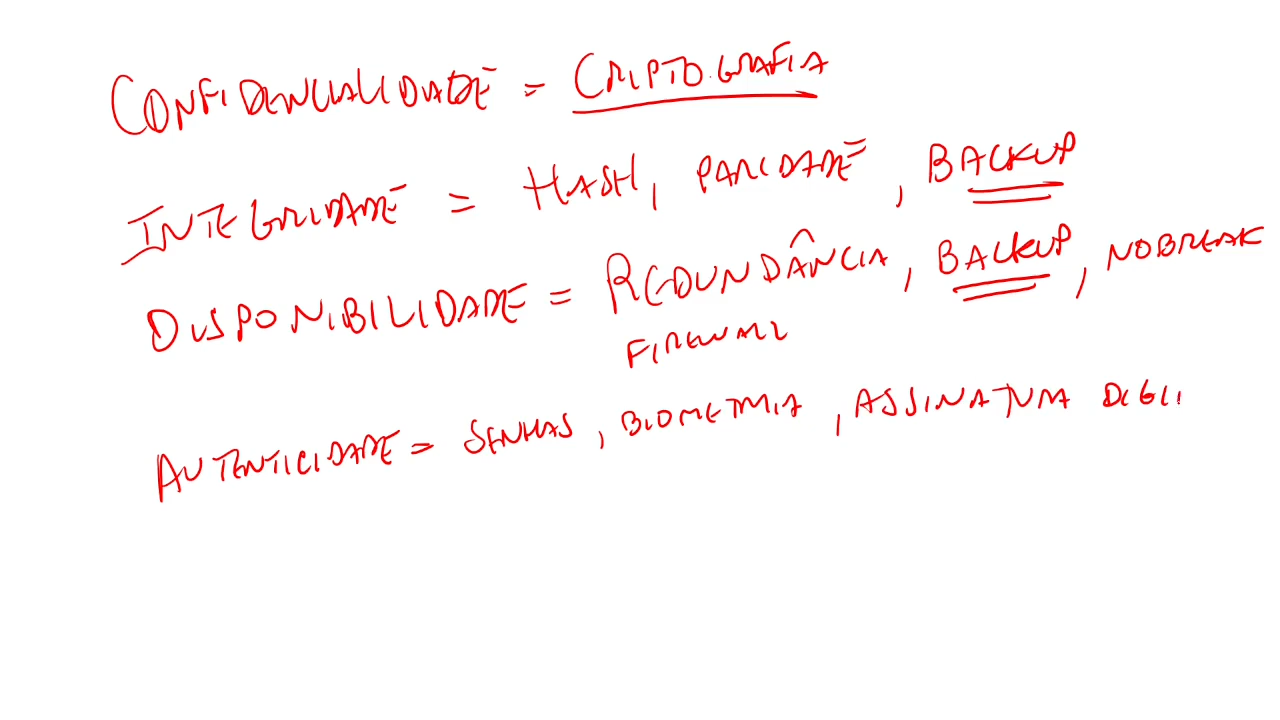 CONFIDENCIALIDADE = CRIPTOGRAFIA
INTEGRIDADE = HASH, PARIDADE, BACKUP
DISPONIBILIDADE = REDUNDÂNCIA, BACKUP, NOBREAK
FIREWALL
AUTENTICIDADE = SENHAS, BIOMETRIA, ASSINATURA DIGI